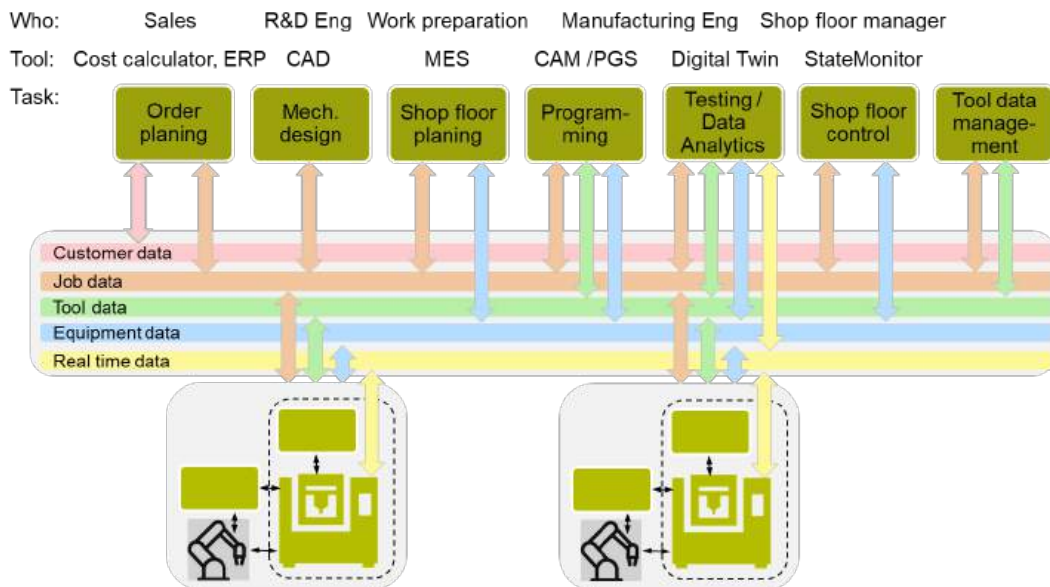 Who: Sales R&D Eng Work preparation Manufacturing Eng Shop floor manager
Tool: Cost calculator, ERP CAD MES CAM /PGS Digital Twin StateMonitor
Task:
Order
planing
Mech.
design
Shop floor
planing
Program-
ming
Testing /
Data
Analytics
Shop floor
control
Tool data
manage-
ment
Customer data
Job data
Tool data
Equipment data
Real time data